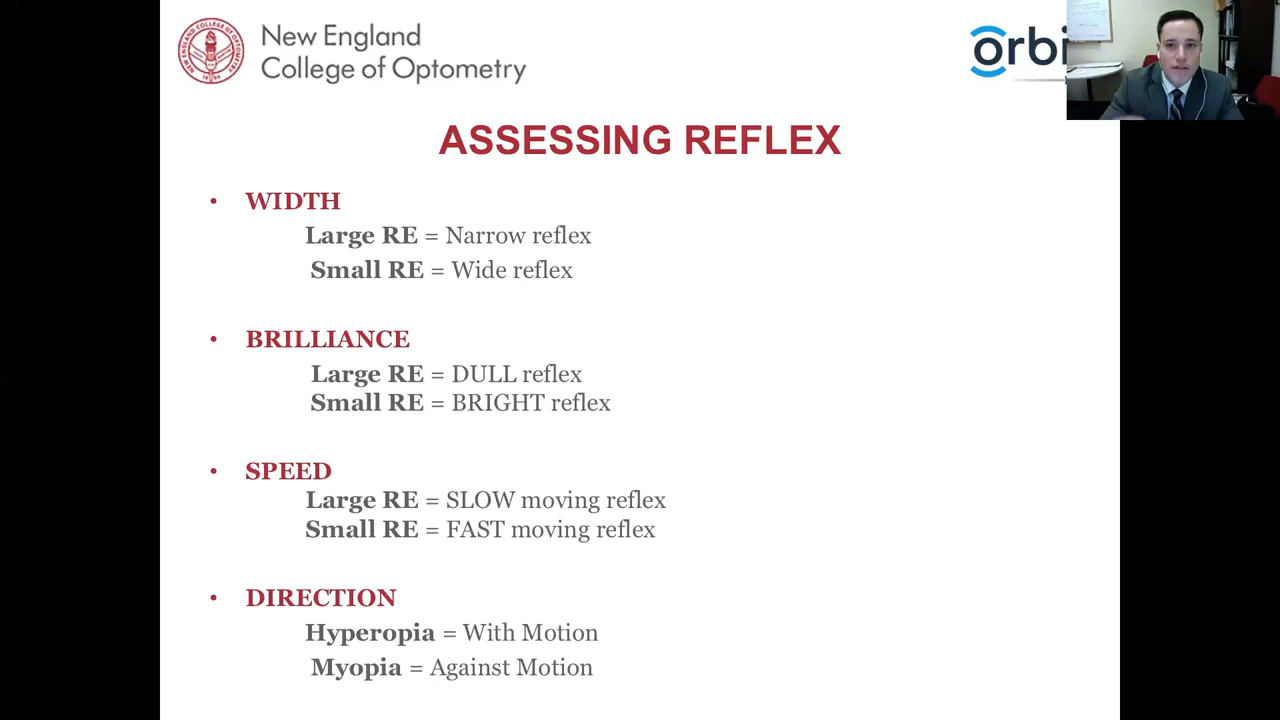 New England
College of Optometry
orbi
ASSESSING REFLEX
• WIDTH
Large RE = Narrow reflex
Small RE = Wide reflex
• BRILLIANCE
Large RE = DULL reflex
Small RE = BRIGHT reflex
• SPEED
Large RE = SLOW moving reflex
Small RE = FAST moving reflex
• DIRECTION
Hyperopia = With Motion
Myopia = Against Motion